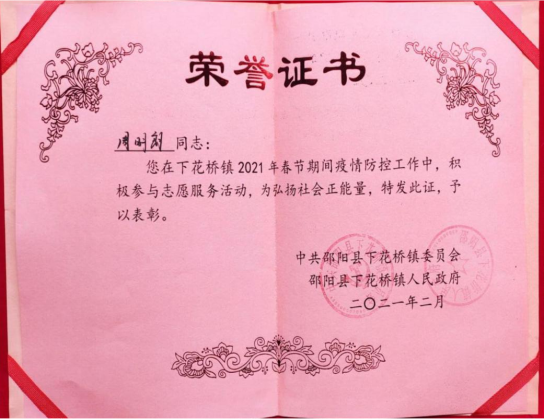 荣誉证书
同志：
您在下花桥镇2021年春节期间疫情防控工作中，积
极参与志愿服务活动，为弘扬社会正能量，特发此证，予
以表彰。
中共邵阳县下花桥镇委员会
邵阳县下花桥镇人民政府
二〇二一年二月